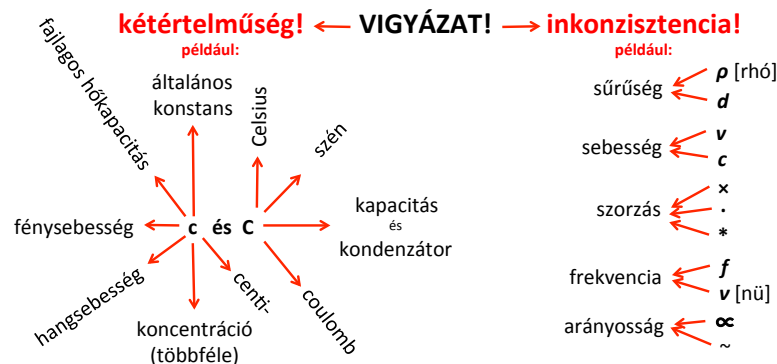 kétértelműség! VIGYÁZAT! inkonzisztencia!
például:
például:
fajlagos hőkapacitás
általános
konstans
Celsius
szén
fénysebesség
c és C
kapacitás
és
kondenzátor
hangsebesség
centi-
coulomb
koncentráció
(többféle)
sűrűség
ρ [rhó]
d
sebesség
v
c
szorzás
×
·
*
frekvencia
f
ν [nü]
arányosság
∝
~